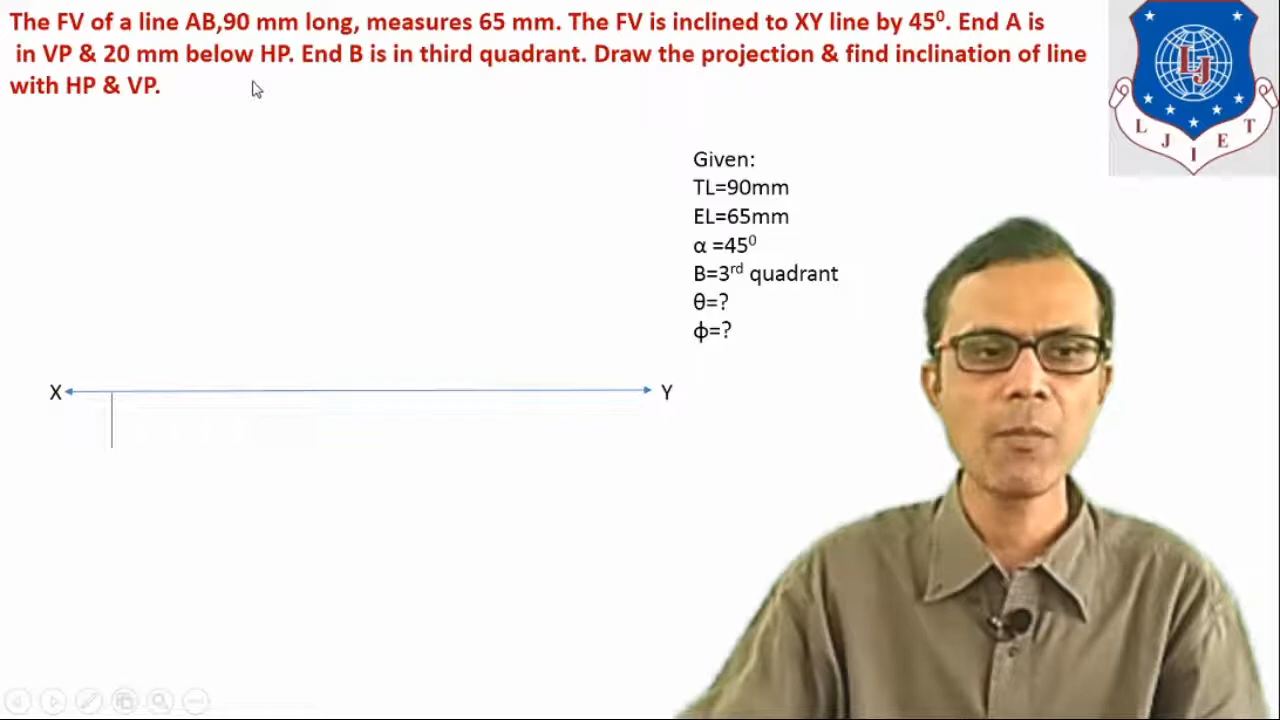 The FV of a line AB,90 mm long, measures 65 mm. The FV is inclined to XY line by 45⁰. End A is
in VP & 20 mm below HP. End B is in third quadrant. Draw the projection & find inclination of line
with HP & VP.
L J I E T
LJ
Given:
TL=90mm
EL=65mm
α =45⁰
B=3ʳᵈ quadrant
θ=?
ϕ=?
X Y